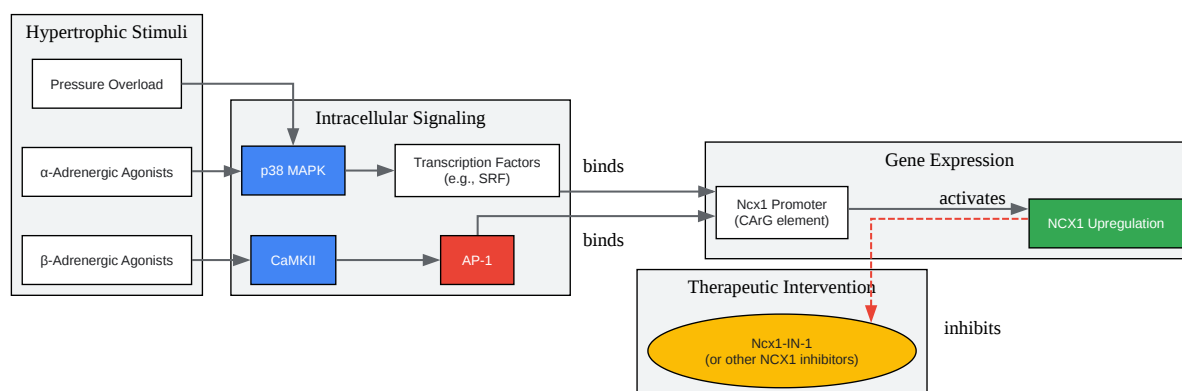 Hypertrophic Stimuli
Pressure Overload
α-Adrenergic Agonists
β-Adrenergic Agonists
Intracellular Signaling
p38 MAPK
Transcription Factors
(e.g., SRF)
CaMKII
AP-1
binds
binds
Gene Expression
Ncx1 Promoter
(CArG element)
activates
NCX1 Upregulation
Therapeutic Intervention
Ncx1-IN-1
(or other NCX1 inhibitors)
inhibits